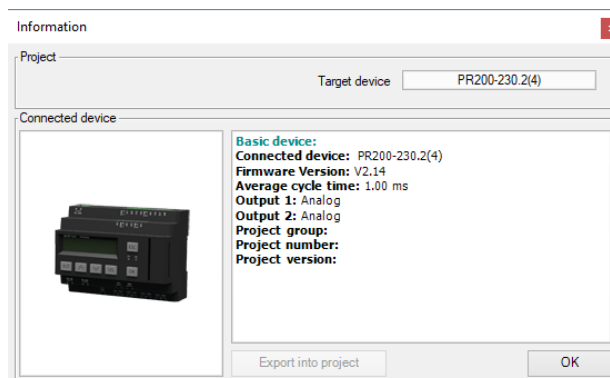 Information
Project
Target device
PR200-230.2(4)
Connected device
Basic device:
Connected device: PR200-230.2(4)
Firmware Version: V2.14
Average cycle time: 1.00 ms
Output 1: Analog
Output 2: Analog
Project group:
Project number:
Project version:
Export into project
OK